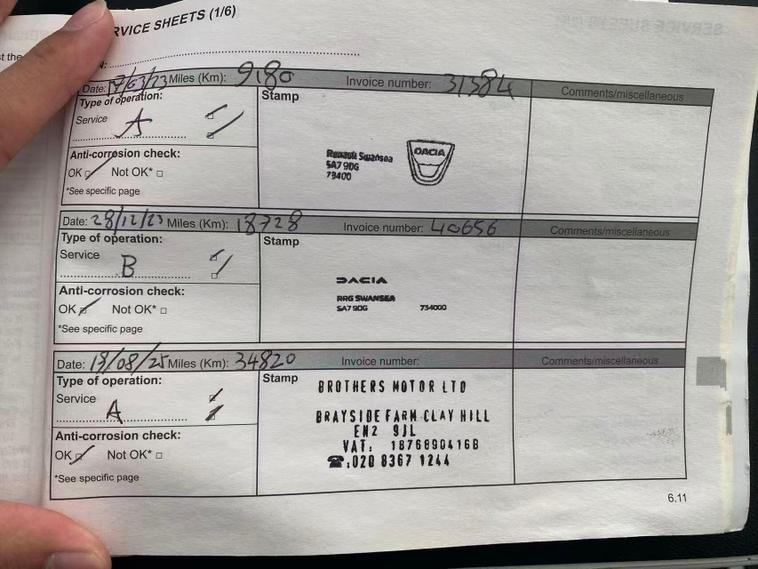 RVICE SHEETS (1/6)
t the
N:
Date: 17/03/23 Miles (Km): 9180 Invoice number: 31384 Comments/miscellaneous
Type of operation:
Stamp
Service
A
Renault Swansea
SA7 9DG
73400
DACIA
Anti-corrosion check:
OK Not OK*
*See specific page
Date: 28/12/23 Miles (Km): 18728 Invoice number: 40656 Comments/miscellaneous
Type of operation:
Stamp
Service
B
DACIA
RRG SWANSEA
SA7 9DG 734000
Anti-corrosion check:
OK Not OK*
*See specific page
Date: 19/08/25 Miles (Km): 34820 Invoice number: Comments/miscellaneous
Type of operation:
Stamp
Service
A
BROTHERS MOTOR LTD
BRAYSIDE FARM CLAY HILL
EN2 9JL
VAT: 187689041GB
☎:020 8367 1244
Anti-corrosion check:
OK Not OK*
*See specific page
6.11